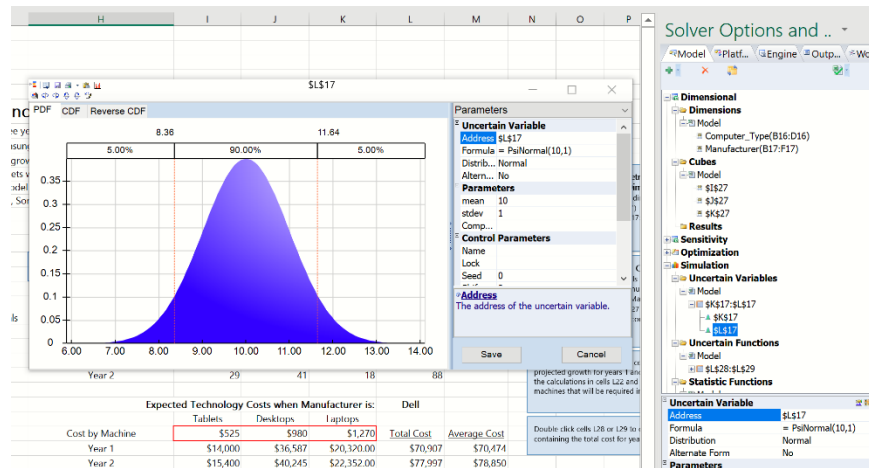 H I J K L M N O P
Solver Options and ..
Model Platf... Engine Outp... Wo
$L$17
PDF CDF Reverse CDF
8.36 11.64
5.00% 90.00% 5.00%
0.35
0.3
0.25
0.2
0.15
0.1
0.05
0
6.00 7.00 8.00 9.00 10.00 11.00 12.00 13.00 14.00
Parameters
Uncertain Variable
Address $L$17
Formula = PsiNormal(10,1)
Distrib... Normal
Altern... No
Parameters
mean 10
stdev 1
Comp...
Control Parameters
Name
Lock
Seed 0
Address
The address of the uncertain variable.
Save Cancel
Dimensional
Dimensions
Model
Computer_Type(B16:D16)
Manufacturer(B17:F17)
Cubes
Model
$I$27
$J$27
$K$27
Results
Sensitivity
Optimization
Simulation
Uncertain Variables
Model
$K$17:$L$17
$K$17
$L$17
Uncertain Functions
Model
$L$28:$L$29
Statistic Functions
Uncertain Variable
Address $L$17
Formula = PsiNormal(10,1)
Distribution Normal
Alternate Form No
Parameters
Year 2 29 41 18 88
projected growth for years 1 and
the calculations in cells L22 and
machines that will be required in
Expected Technology Costs when Manufacturer is: Dell
Tablets Desktops Laptops
Cost by Machine $525 $980 $1,270 Total Cost Average Cost
Year 1 $14,000 $36,587 $20,320.00 $70,907 $70,474
Year 2 $15,400 $40,245 $22,352.00 $77,997 $78,850
Double click cells L28 or L29 to
containing the total cost for yea